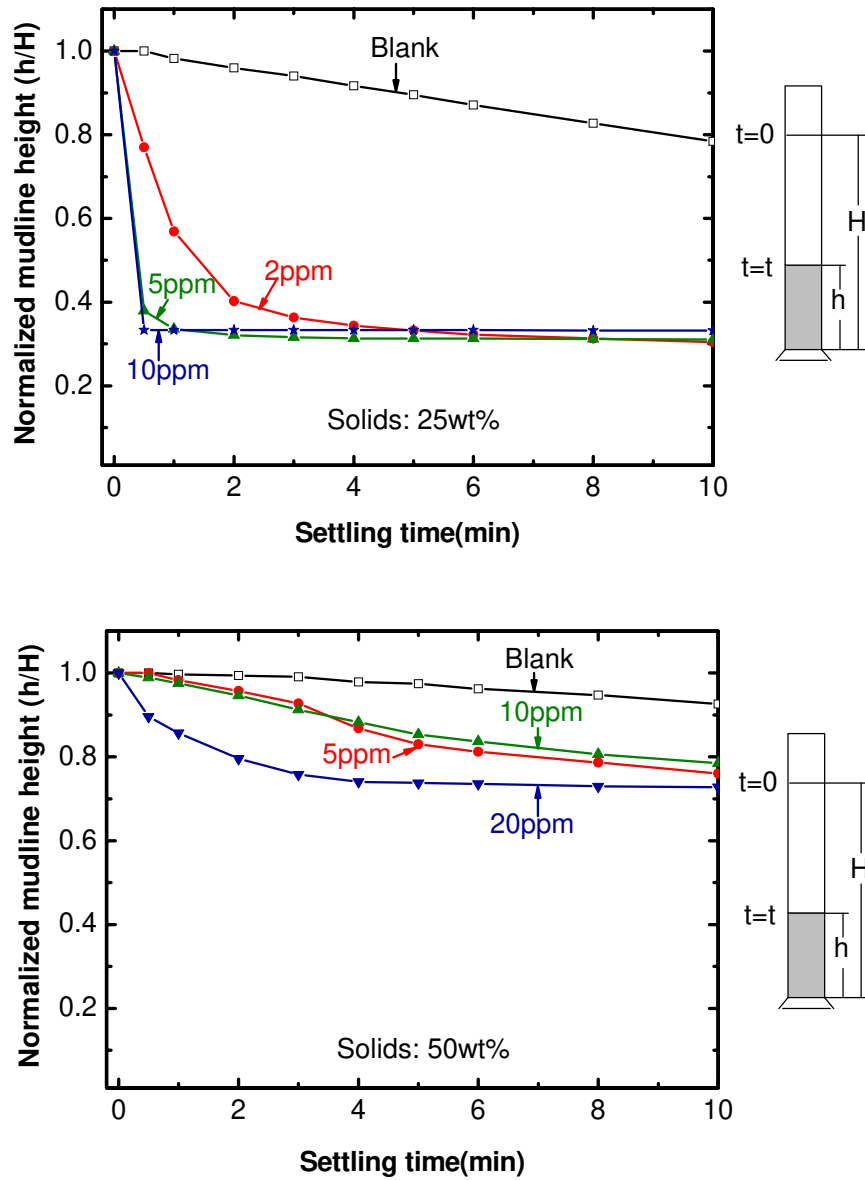 Normalized mudline height (h/H)
1.0
0.8
0.6
0.4
0.2
Blank
2ppm
5ppm
10ppm
Solids: 25wt%
0 2 4 6 8 10
Settling time(min)
t=0
H
t=t
h
Normalized mudline height (h/H)
1.0
0.8
0.6
0.4
0.2
Blank
10ppm
5ppm
20ppm
Solids: 50wt%
0 2 4 6 8 10
Settling time(min)
t=0
H
t=t
h